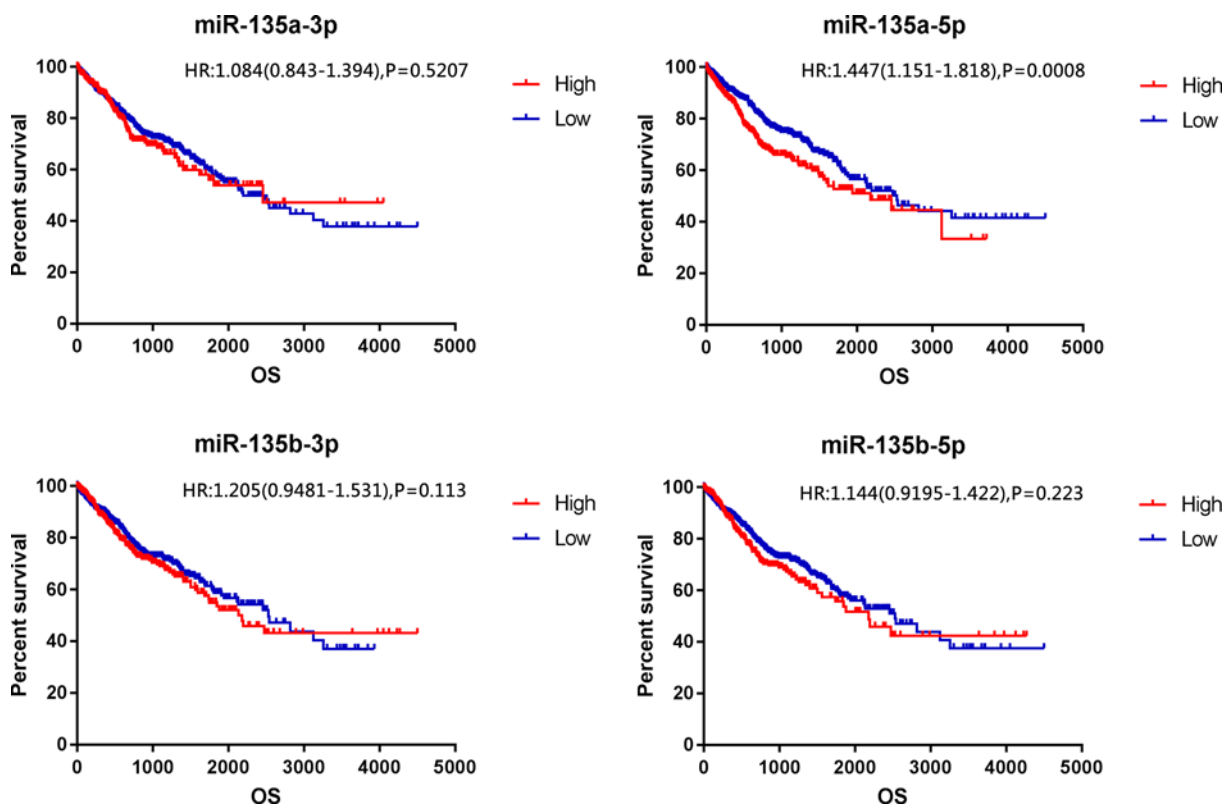 miR-135a-3p
HR:1.084(0.843-1.394),P=0.5207
High
Low
Percent survival
100
80
60
40
20
0
0 1000 2000 3000 4000 5000
OS
miR-135a-5p
HR:1.447(1.151-1.818),P=0.0008
High
Low
Percent survival
100
80
60
40
20
0
0 1000 2000 3000 4000 5000
OS
miR-135b-3p
HR:1.205(0.9481-1.531),P=0.113
High
Low
Percent survival
100
80
60
40
20
0
0 1000 2000 3000 4000 5000
OS
miR-135b-5p
HR:1.144(0.9195-1.422),P=0.223
High
Low
Percent survival
100
80
60
40
20
0
0 1000 2000 3000 4000 5000
OS